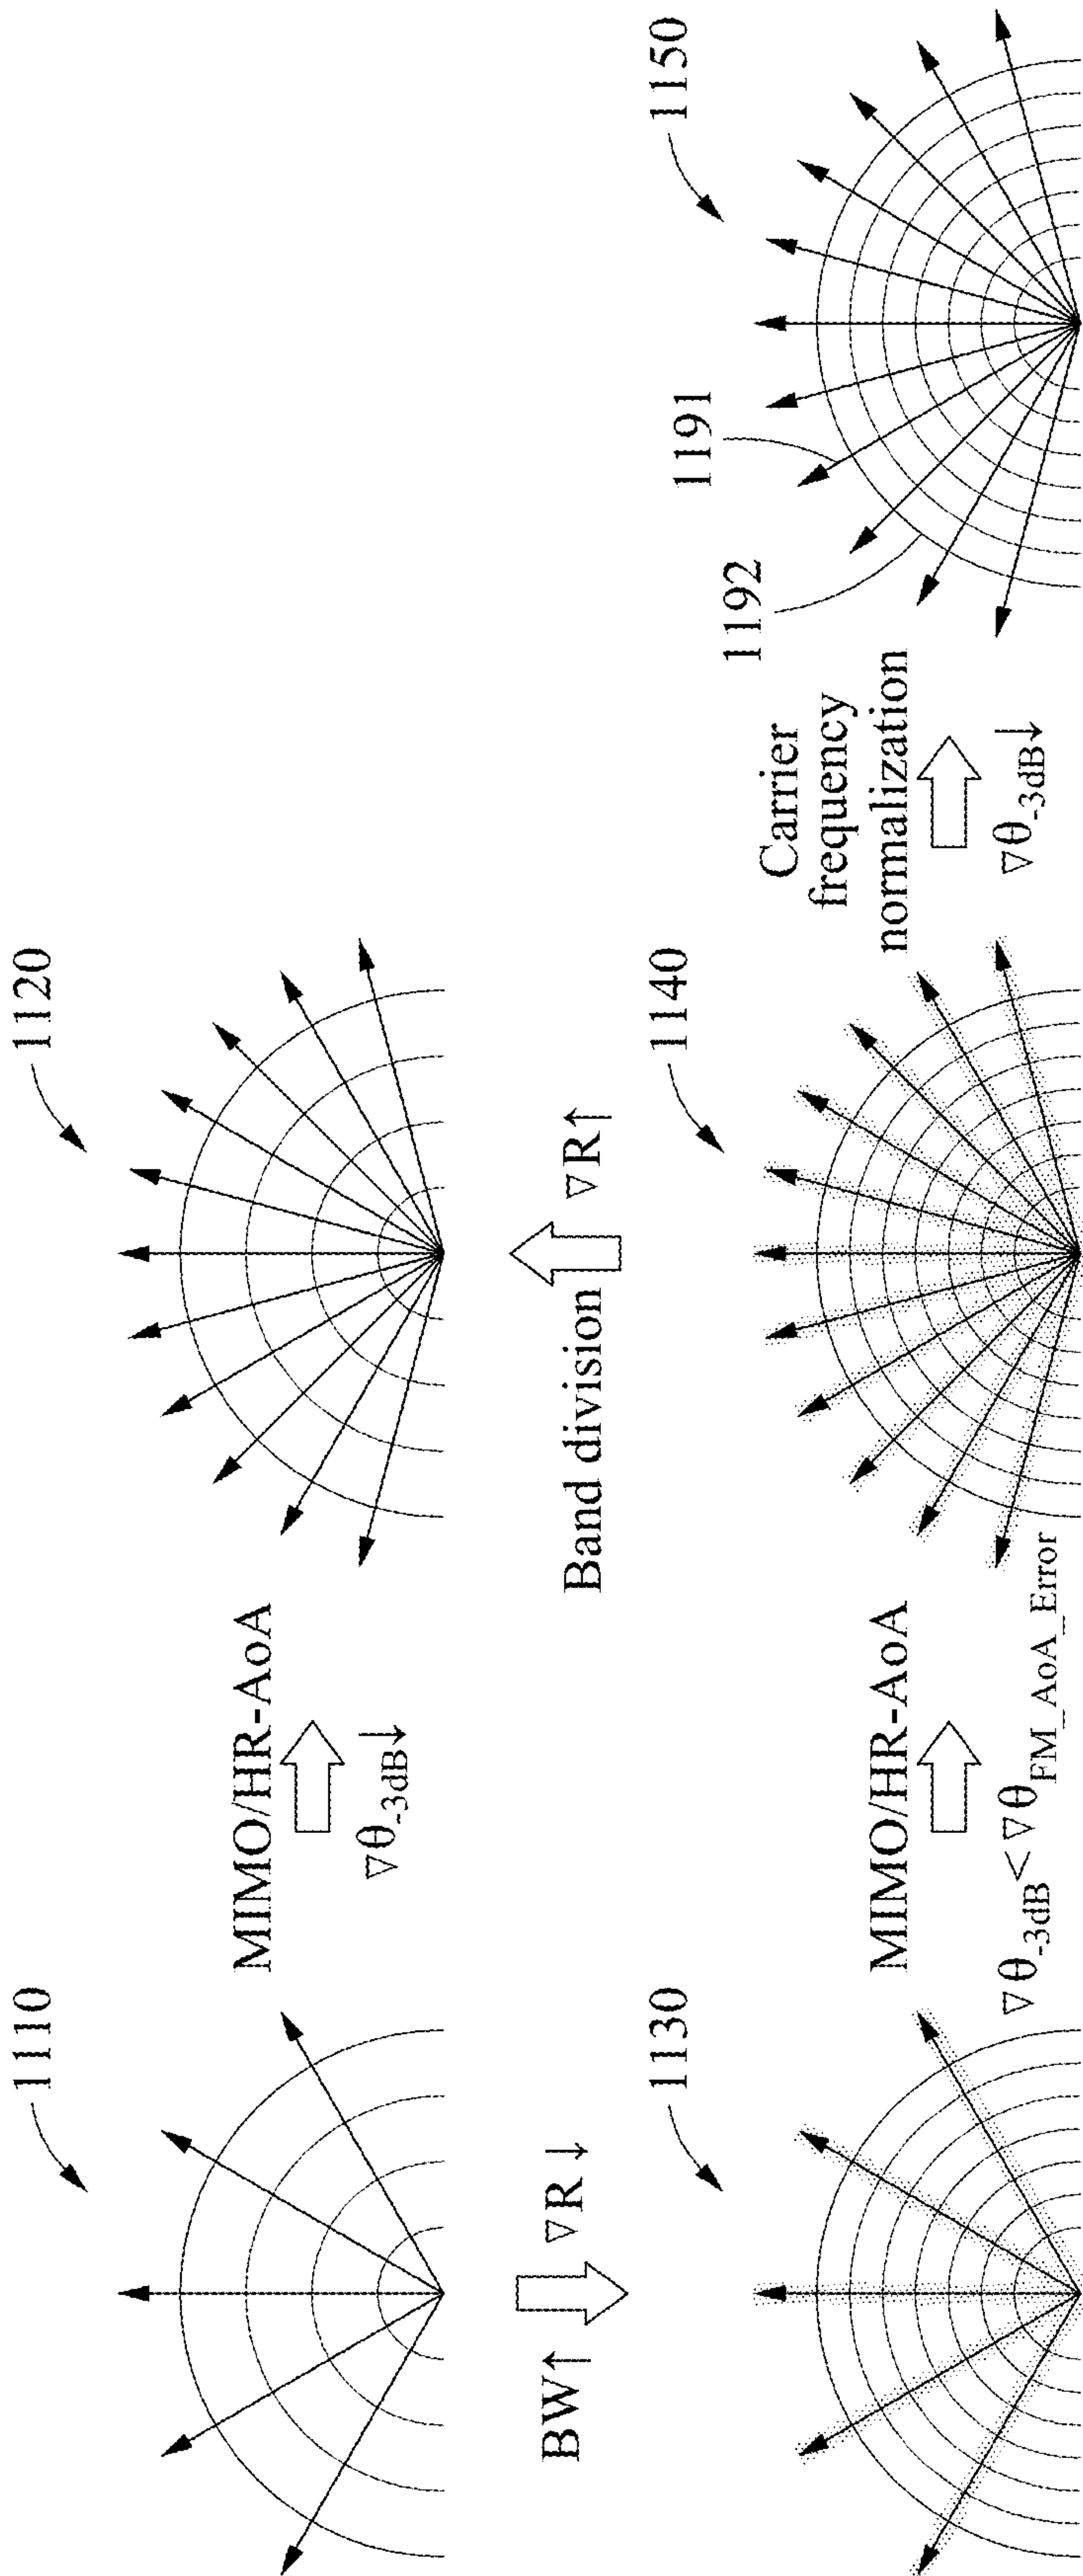 1110
MIMO/HR-AoA
∇θ-3dB↓
1120
BW↑
∇R↓
Band division
∇R↑
1130
MIMO/HR-AoA
∇θ-3dB<∇θFM_AoA_Error
1140
Carrier
frequency
normalization
∇θ-3dB↓
1192
1191
1150